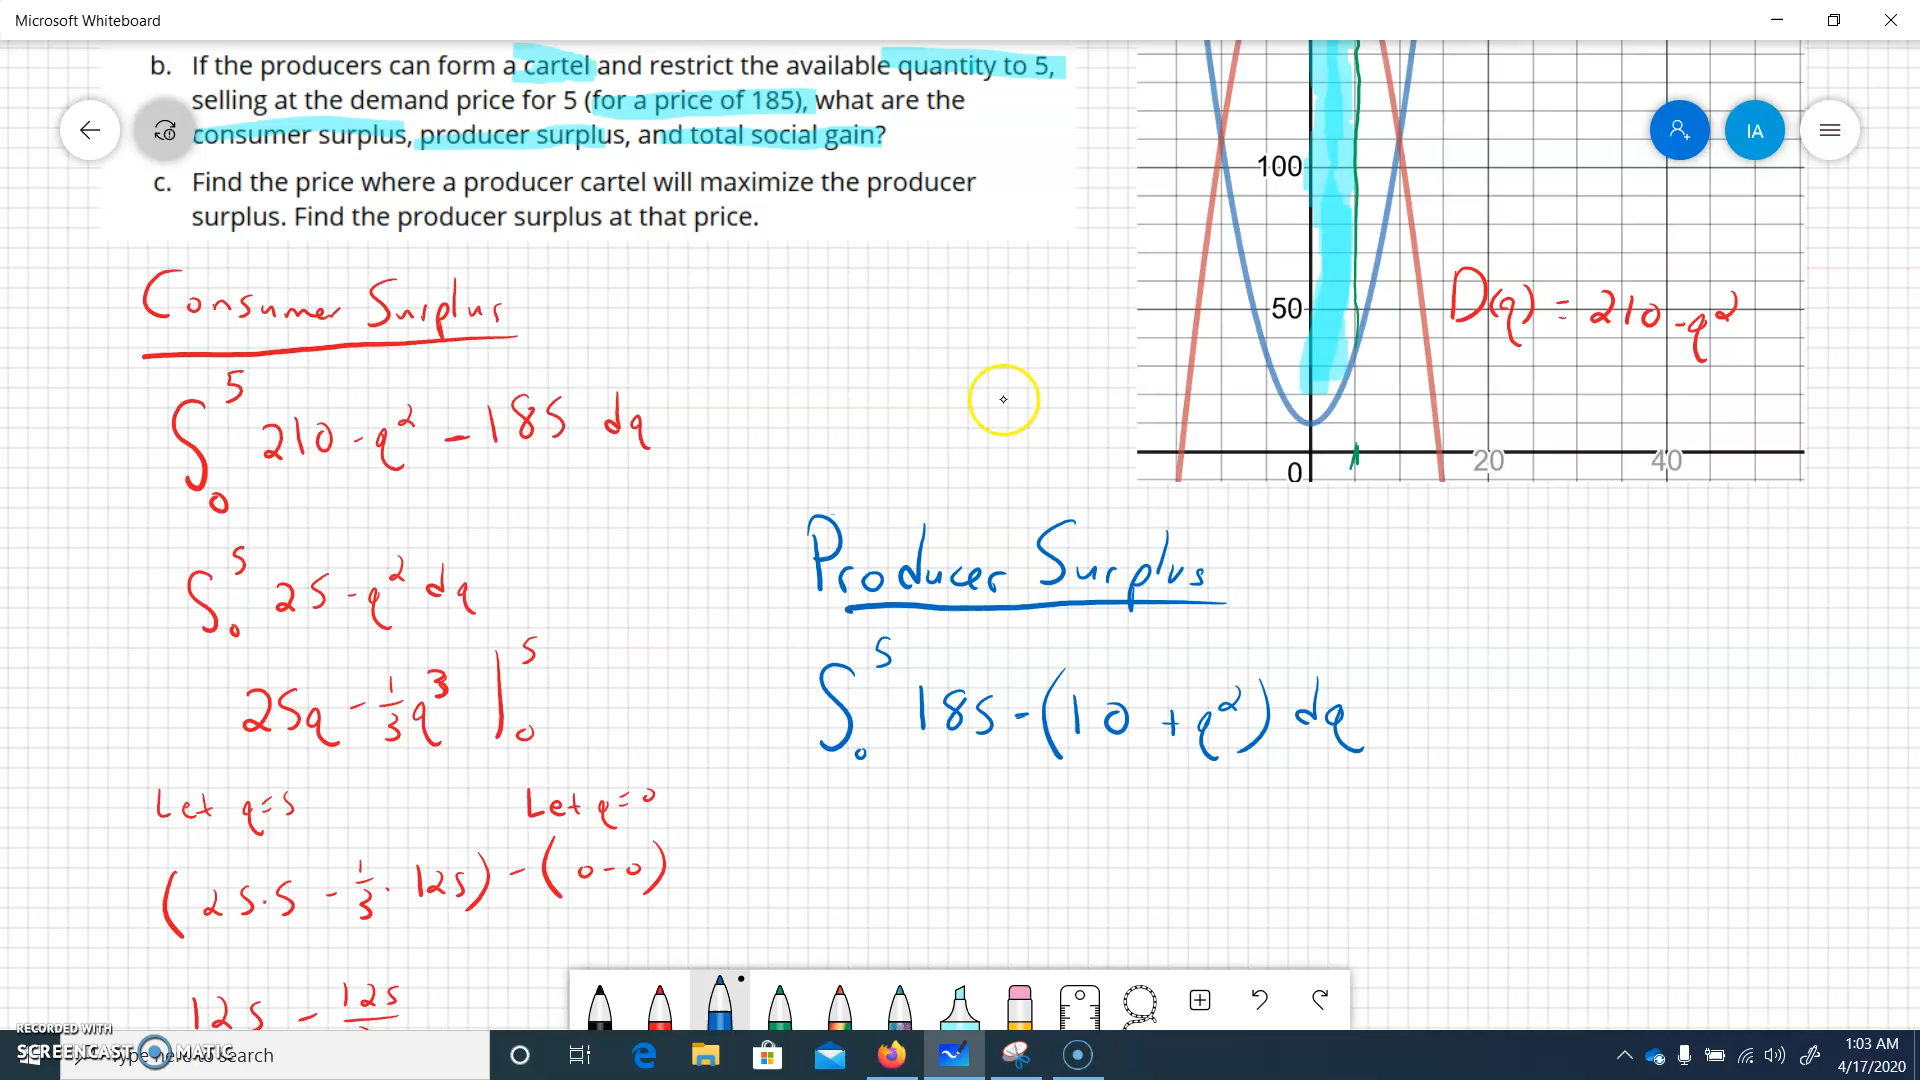 Microsoft Whiteboard
b. If the producers can form a cartel and restrict the available quantity to 5,
selling at the demand price for 5 (for a price of 185), what are the
consumer surplus, producer surplus, and total social gain?
c. Find the price where a producer cartel will maximize the producer
surplus. Find the producer surplus at that price.
IA
100
50
0
20
40
D(q) = 210 - q²
Consumer Surplus
∫₀⁵ 210 - q² - 185 dq
∫₀⁵ 25 - q² dq
25q - 1/3 q³ |₀⁵
Let q = 5 Let q = 0
(25·5 - 1/3 · 125) - (0 - 0)
125 - 125
Producer Surplus
∫₀⁵ 185 - (10 + q²) dq
RECORDED WITH
SCREENCAST MATIC
Type here to search
1:03 AM
4/17/2020